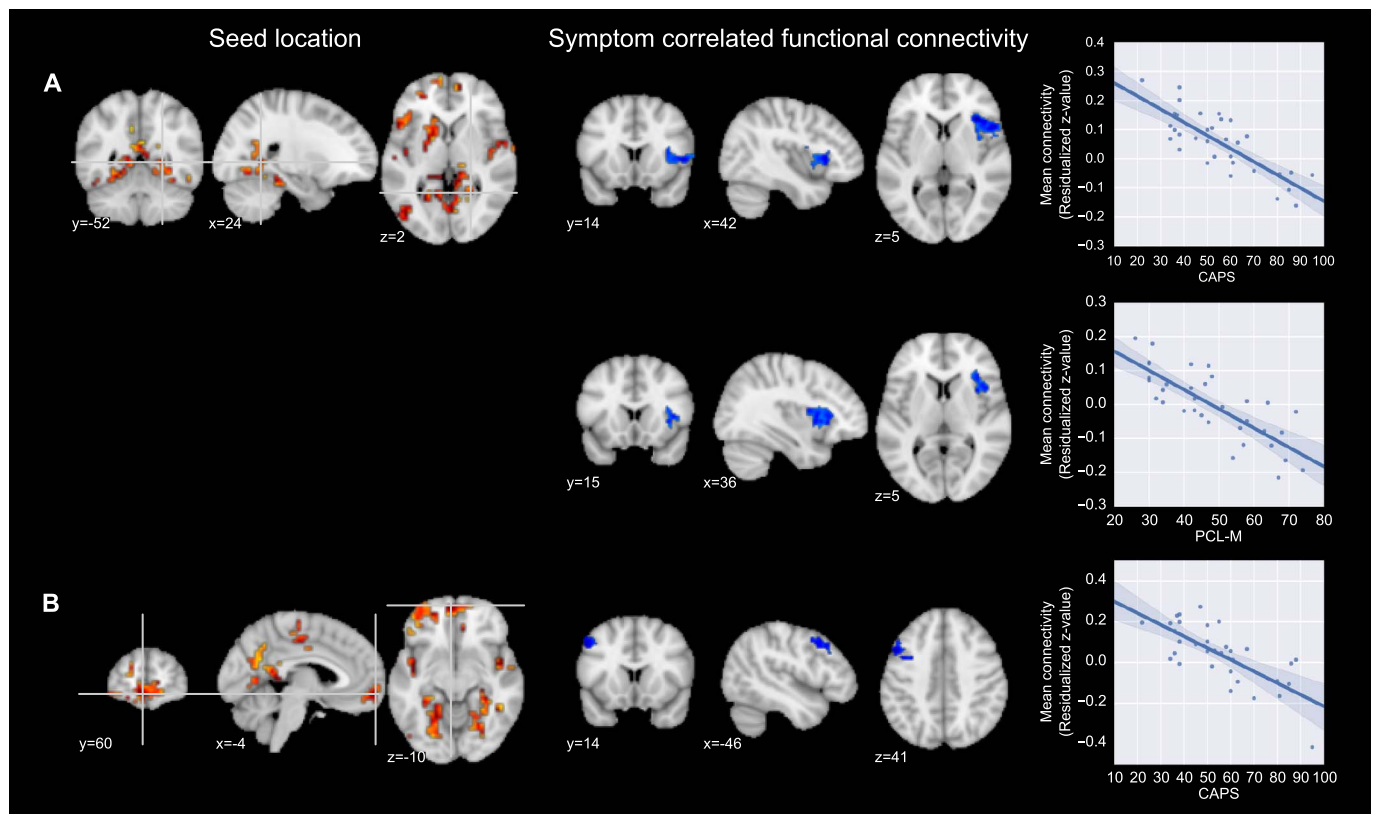 Seed location
Symptom correlated functional connectivity
A
y=-52
x=24
z=2
y=14
x=42
z=5
Mean connectivity
(Residualized z-value)
0.4
0.3
0.2
0.1
0.0
−0.1
−0.2
−0.3
10 20 30 40 50 60 70 80 90 100
CAPS
y=15
x=36
z=5
Mean connectivity
(Residualized z-value)
0.3
0.2
0.1
0.0
−0.1
−0.2
−0.3
20 30 40 50 60 70 80
PCL-M
B
y=60
x=-4
z=-10
y=14
x=-46
z=41
Mean connectivity
(Residualized z-value)
0.4
0.2
0.0
−0.2
−0.4
10 20 30 40 50 60 70 80 90 100
CAPS